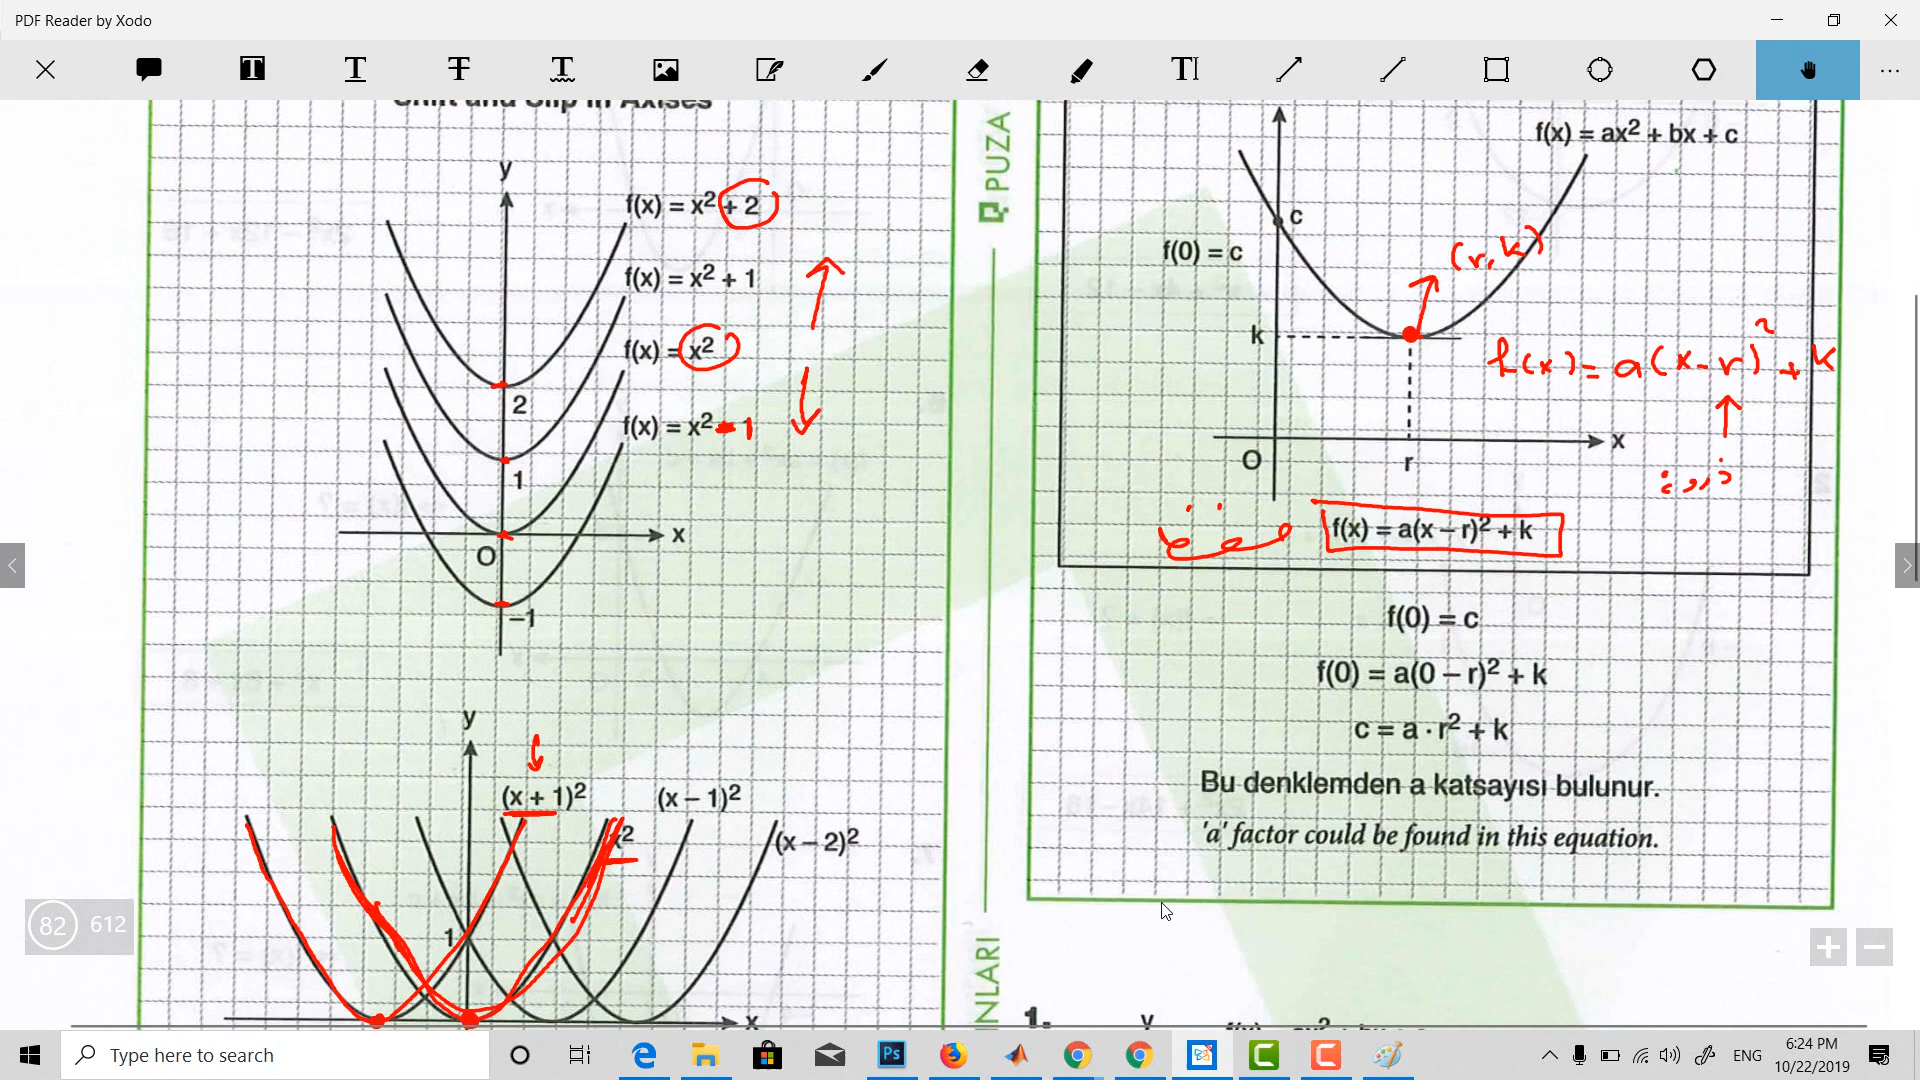 PDF Reader by Xodo
Shift and Slip in Axises
y
f(x) = x² + 2
f(x) = x² + 1
f(x) = x²
f(x) = x² - 1
2
1
O
x
–1
y
(x + 1)²
(x – 1)²
x²
(x – 2)²
1
x
82 612
PUZA
INLARI
f(x) = ax² + bx + c
c
f(0) = c
(r, k)
k
f(x) = a(x - r)² + k
x
O
r
f(x) = a(x – r)² + k
f(0) = c
f(0) = a(0 – r)² + k
c = a · r² + k
Bu denklemden a katsayısı bulunur.
'a' factor could be found in this equation.
1.
y
Type here to search
Ps
ENG
6:24 PM
10/22/2019